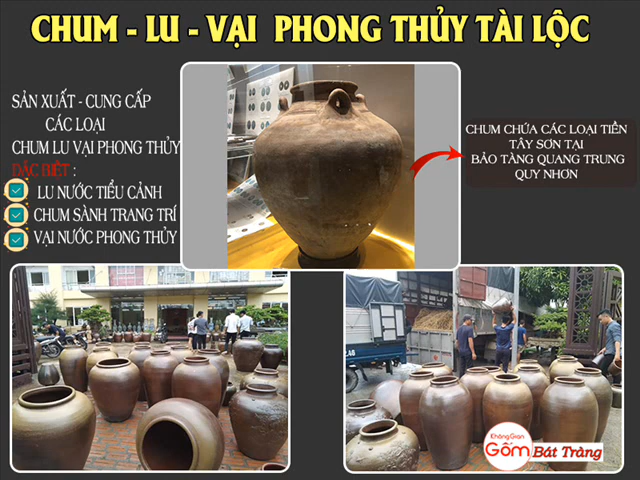 CHUM - LU - VẠI PHONG THỦY TÀI LỘC
SẢN XUẤT - CUNG CẤP
CÁC LOẠI
CHUM LU VẠI PHONG THỦY
ĐẶC BIỆT :
LU NƯỚC TIỂU CẢNH
CHUM SÀNH TRANG TRÍ
VẠI NƯỚC PHONG THỦY
CHUM CHỨA CÁC LOẠI TIỀN
TÂY SƠN TẠI
BẢO TÀNG QUANG TRUNG
QUY NHƠN
Không Gian
Gốm Bát Tràng